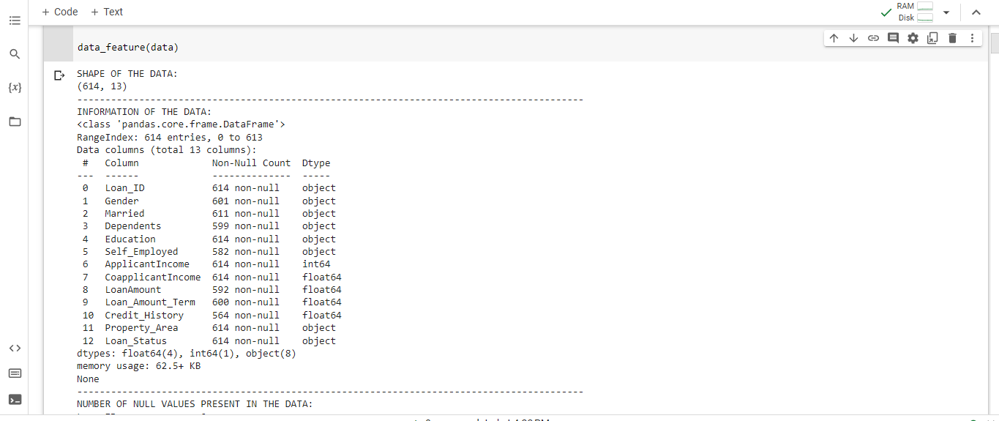 + Code + Text
RAM
Disk
{x}
data_feature(data)
SHAPE OF THE DATA:
(614, 13)
------------------------------------------------------------------------------------------
INFORMATION OF THE DATA:
<class 'pandas.core.frame.DataFrame'>
RangeIndex: 614 entries, 0 to 613
Data columns (total 13 columns):
 #   Column             Non-Null Count  Dtype
---  ------             --------------  -----
 0   Loan_ID            614 non-null    object
 1   Gender             601 non-null    object
 2   Married            611 non-null    object
 3   Dependents         599 non-null    object
 4   Education          614 non-null    object
 5   Self_Employed      582 non-null    object
 6   ApplicantIncome    614 non-null    int64
 7   CoapplicantIncome  614 non-null    float64
 8   LoanAmount         592 non-null    float64
 9   Loan_Amount_Term   600 non-null    float64
 10  Credit_History     564 non-null    float64
 11  Property_Area      614 non-null    object
 12  Loan_Status        614 non-null    object
dtypes: float64(4), int64(1), object(8)
memory usage: 62.5+ KB
None
------------------------------------------------------------------------------------------
NUMBER OF NULL VALUES PRESENT IN THE DATA: